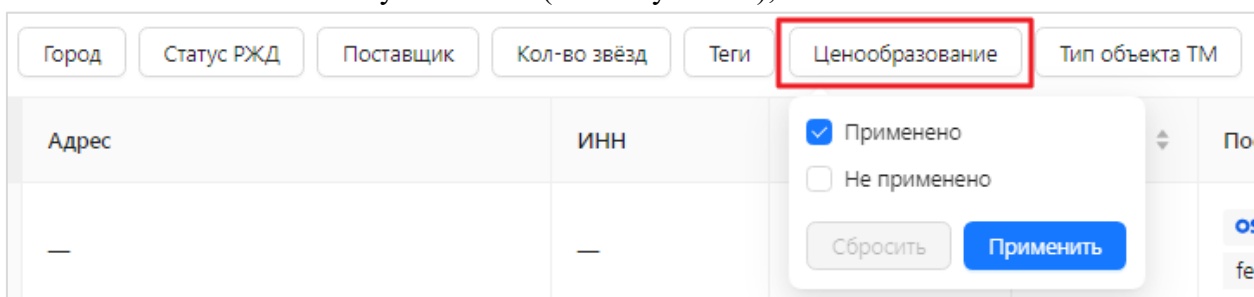 Город Статус РЖД Поставщик Кол-во звёзд Теги Ценообразование Тип объекта ТМ
Адрес ИНН
Применено
Не применено
— —
Сбросить Применить